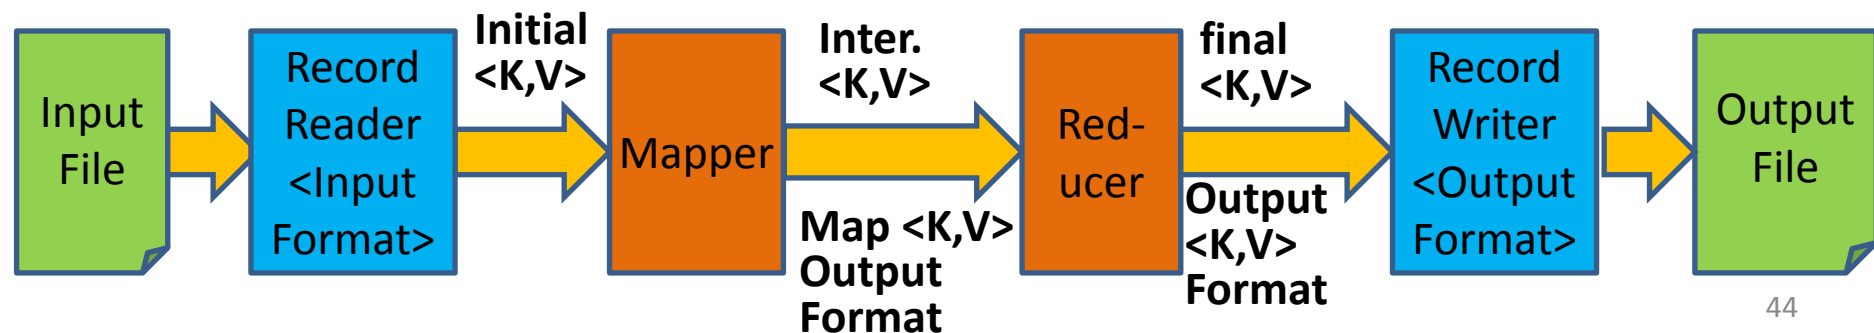 Input
File
Record
Reader
<Input
Format>
Initial
<K,V>
Mapper
Inter.
<K,V>
Map <K,V>
Output
Format
Red-
ucer
final
<K,V>
Output
<K,V>
Format
Record
Writer
<Output
Format>
Output
File
44